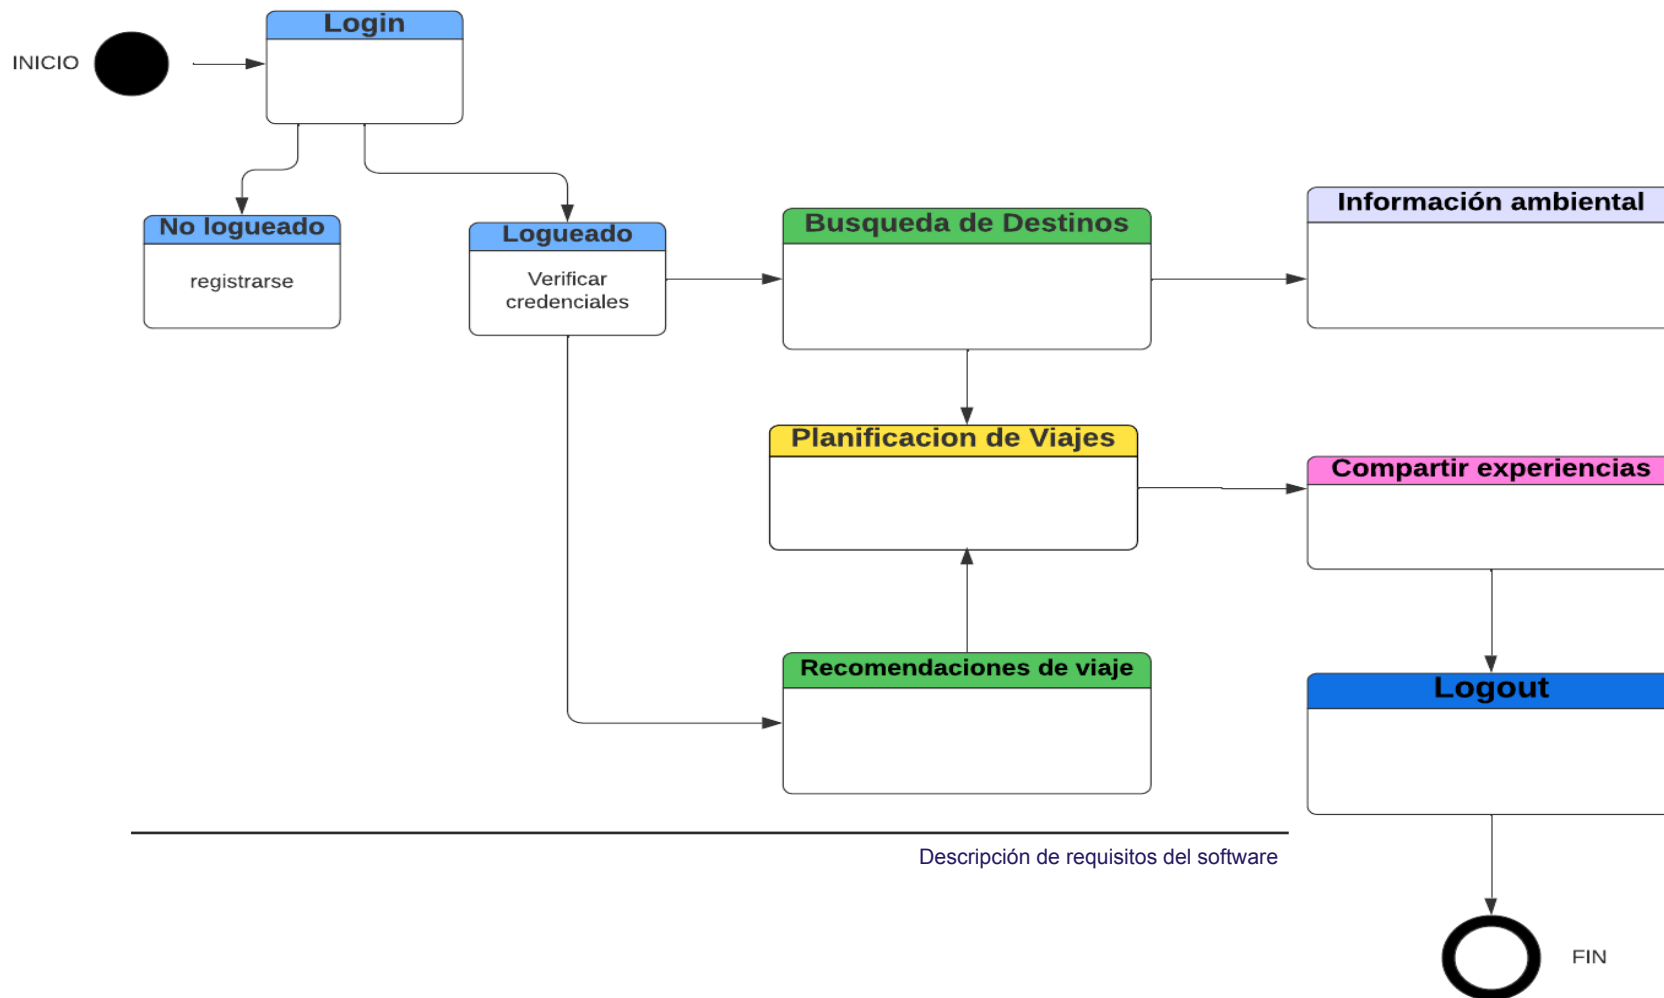 Login
INICIO
No logueado
registrarse
Logueado
Verificar
credenciales
Busqueda de Destinos
Información ambiental
Planificacion de Viajes
Compartir experiencias
Recomendaciones de viaje
Logout
Descripción de requisitos del software
FIN